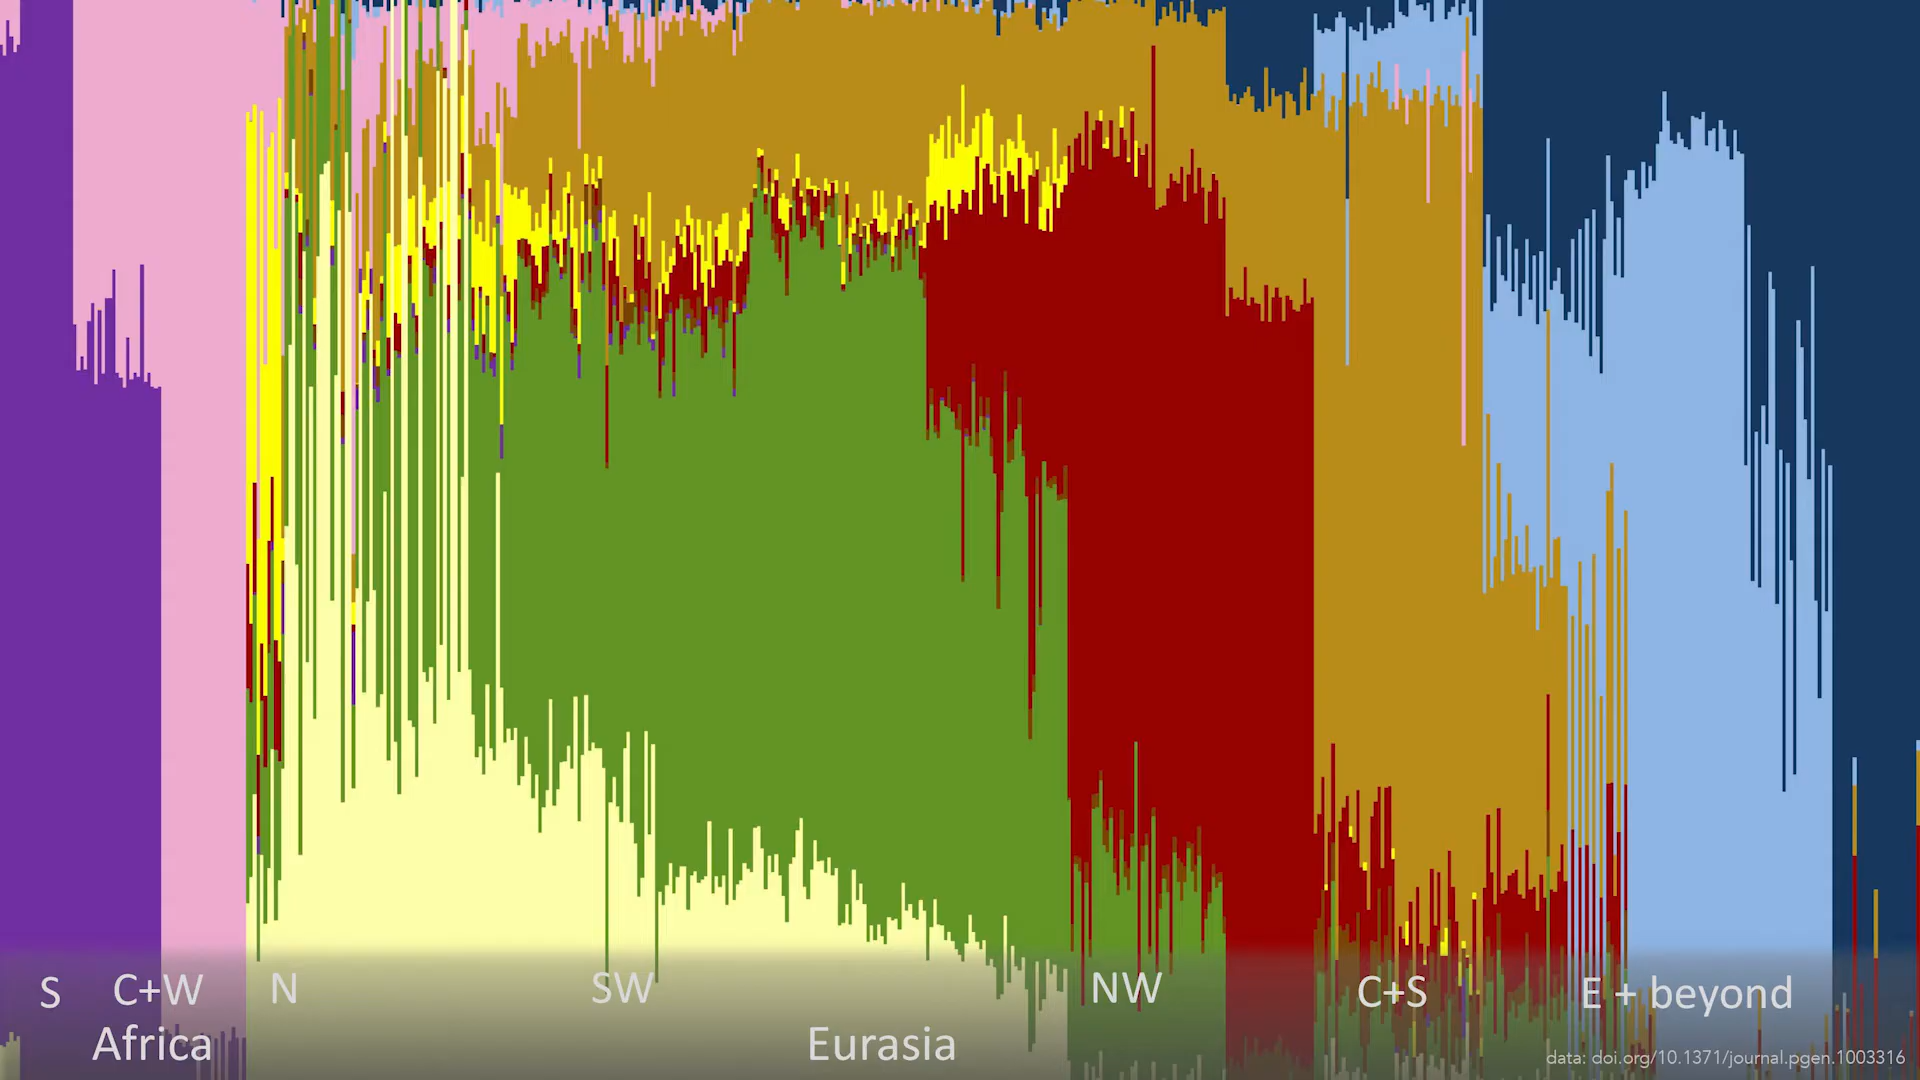 S C+W N SW NW C+S E + beyond
Africa Eurasia
data: doi.org/10.1371/journal.pgen.1003316